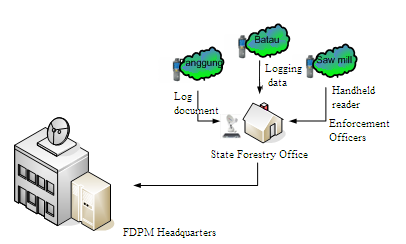 Batau
Panggung
Saw mill
Logging
data
Log
document
Handheld
reader
Enforcement
Officers
State Forestry Office
FDPM Headquarters